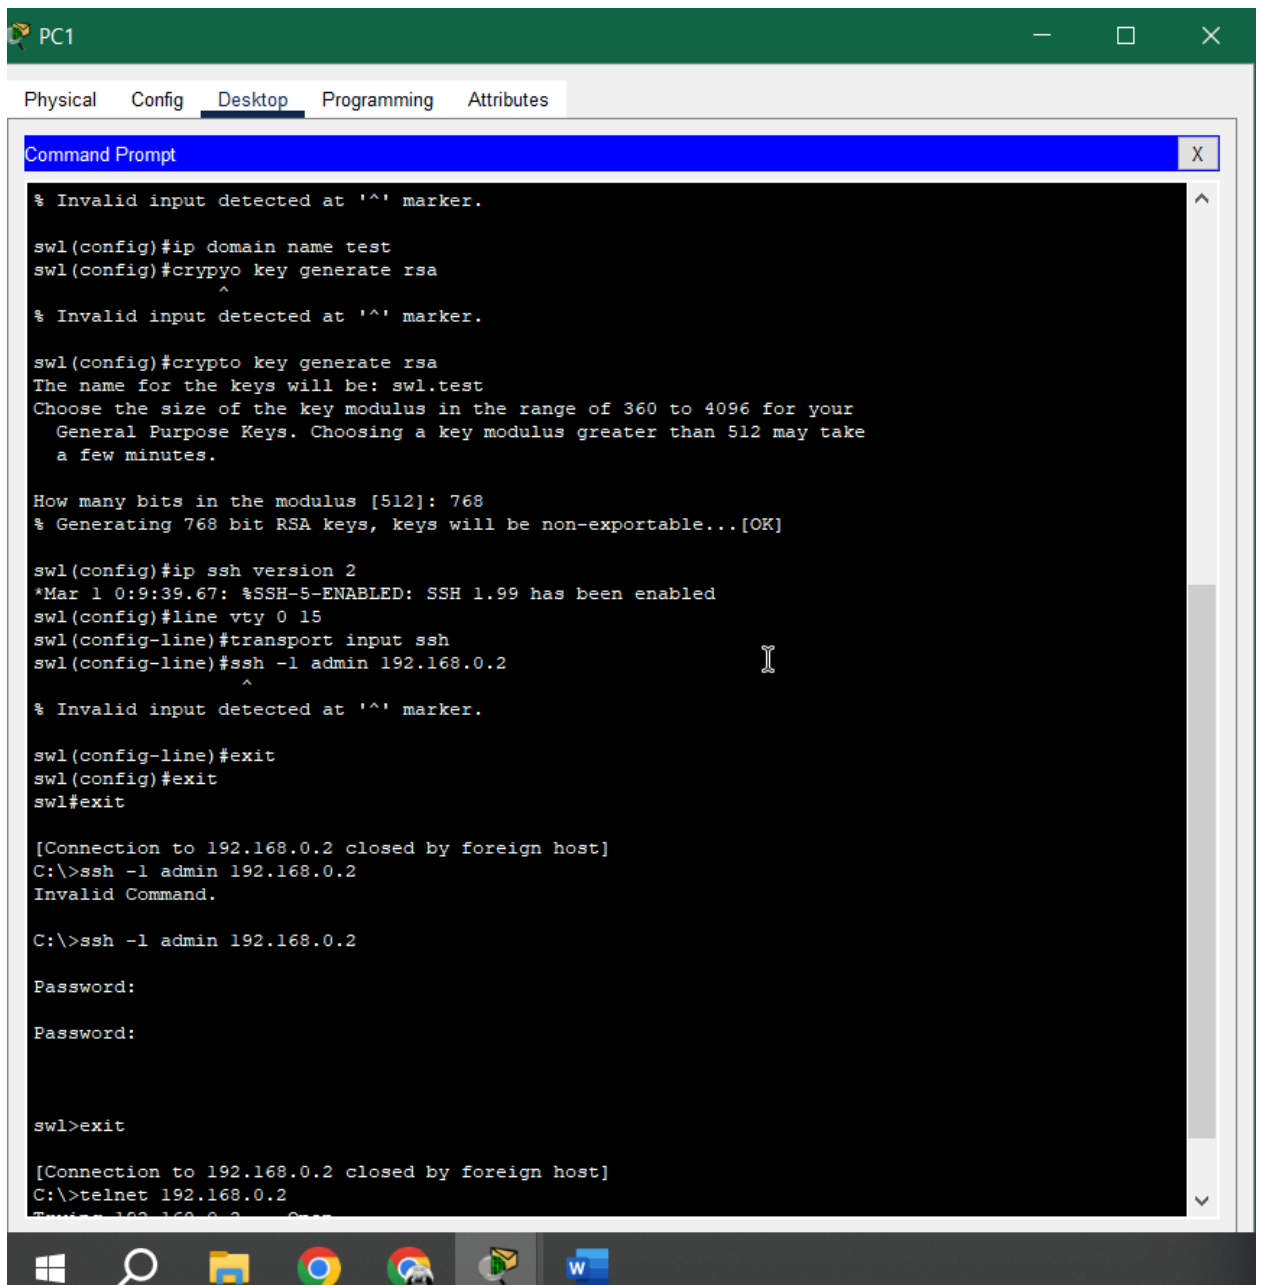 PC1
Physical Config Desktop Programming Attributes
Command Prompt
X
% Invalid input detected at '^' marker.
swl(config)#ip domain name test
swl(config)#crypyo key generate rsa
^
% Invalid input detected at '^' marker.
swl(config)#crypto key generate rsa
The name for the keys will be: swl.test
Choose the size of the key modulus in the range of 360 to 4096 for your
General Purpose Keys. Choosing a key modulus greater than 512 may take
a few minutes.
How many bits in the modulus [512]: 768
% Generating 768 bit RSA keys, keys will be non-exportable...[OK]
swl(config)#ip ssh version 2
*Mar 1 0:9:39.67: %SSH-5-ENABLED: SSH 1.99 has been enabled
swl(config)#line vty 0 15
swl(config-line)#transport input ssh
swl(config-line)#ssh -l admin 192.168.0.2
^
% Invalid input detected at '^' marker.
swl(config-line)#exit
swl(config)#exit
swl#exit
[Connection to 192.168.0.2 closed by foreign host]
C:\>ssh -l admin 192.168.0.2
Invalid Command.
C:\>ssh -l admin 192.168.0.2
Password:
Password:
swl>exit
[Connection to 192.168.0.2 closed by foreign host]
C:\>telnet 192.168.0.2
Trying 192.168.0.2 ...Open
W